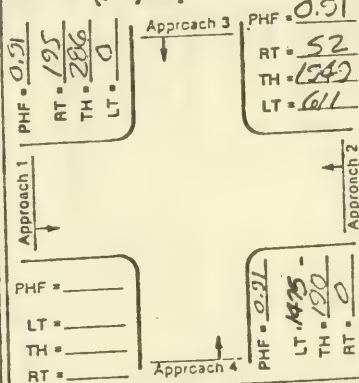 PHF = 0.91
RT = 195
TH = 286
LT = 0
Approach 3
PHF = 0.91
RT = 52
TH =
LT = 611
Approach 1
Approach 2
PHF =
LT =
TH =
RT =
Approach 4
PHF = 0.91
LT =
TH = 190
RT = 0